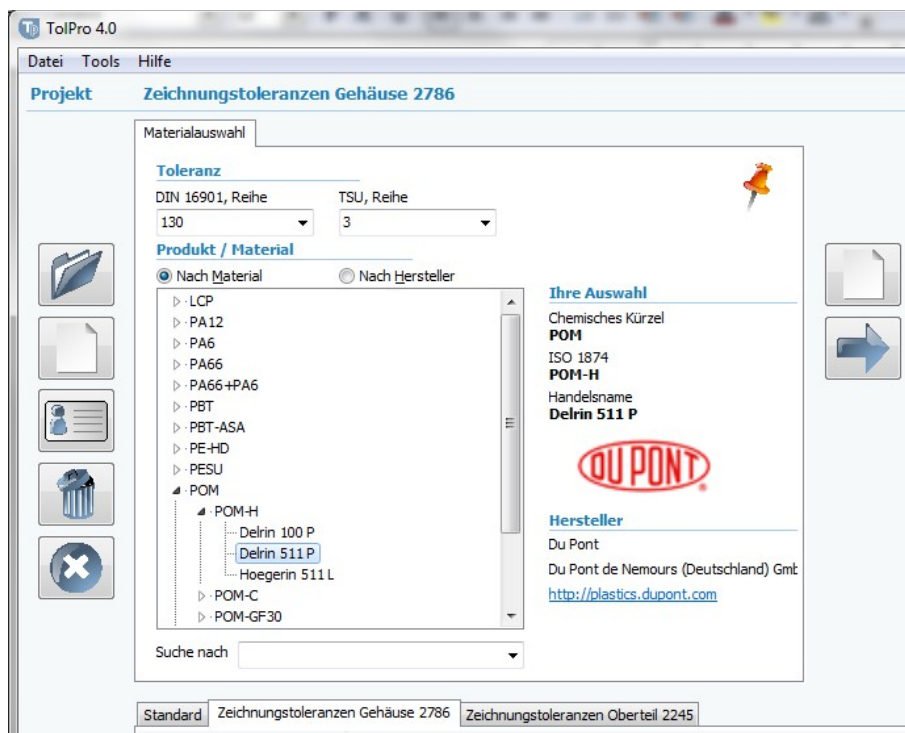 TolPro 4.0
Datei Tools Hilfe
Projekt Zeichnungstoleranzen Gehäuse 2786
Materialauswahl
Toleranz
DIN 16901, Reihe TSU, Reihe
130 3
Produkt / Material
Nach Material Nach Hersteller
LCP
PA12
PA6
PA66
PA66+PA6
PBT
PBT-ASA
PE-HD
PESU
POM
POM-H
Delrin 100 P
Delrin 511 P
Hoegerin 511 L
POM-C
POM-GF30
Suche nach
Ihre Auswahl
Chemisches Kürzel
POM
ISO 1874
POM-H
Handelsname
Delrin 511 P
DU PONT®
Hersteller
Du Pont
Du Pont de Nemours (Deutschland) Gmb
http://plastics.dupont.com
Standard Zeichnungstoleranzen Gehäuse 2786 Zeichnungstoleranzen Oberteil 2245